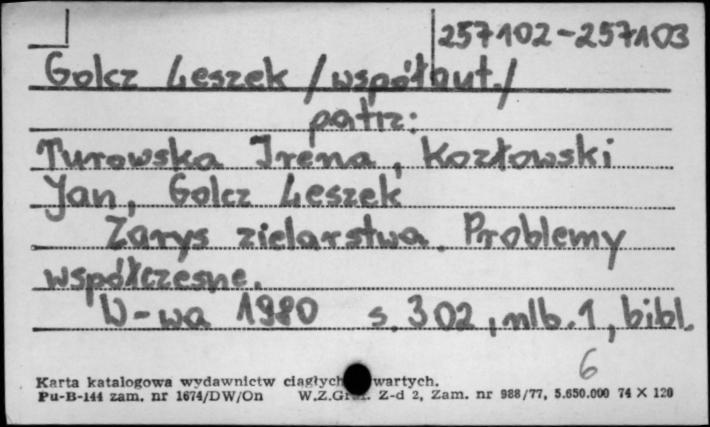 257102-257103
Golcz Leszek /współaut./
patrz:
Turowska Irena, Kozłowski
Jan, Golcz Leszek
Zarys zielarstwa. Problemy
współczesne.
W-wa 1980 s. 302, nlb. 1, bibl.
6
Karta katalogowa wydawnictw ciągłych wartych.
Pu-B-144 zam. nr 1674/DW/On W.Z.Gr Z-d 2, Zam. nr 988/77, 5.650.000 74 X 120